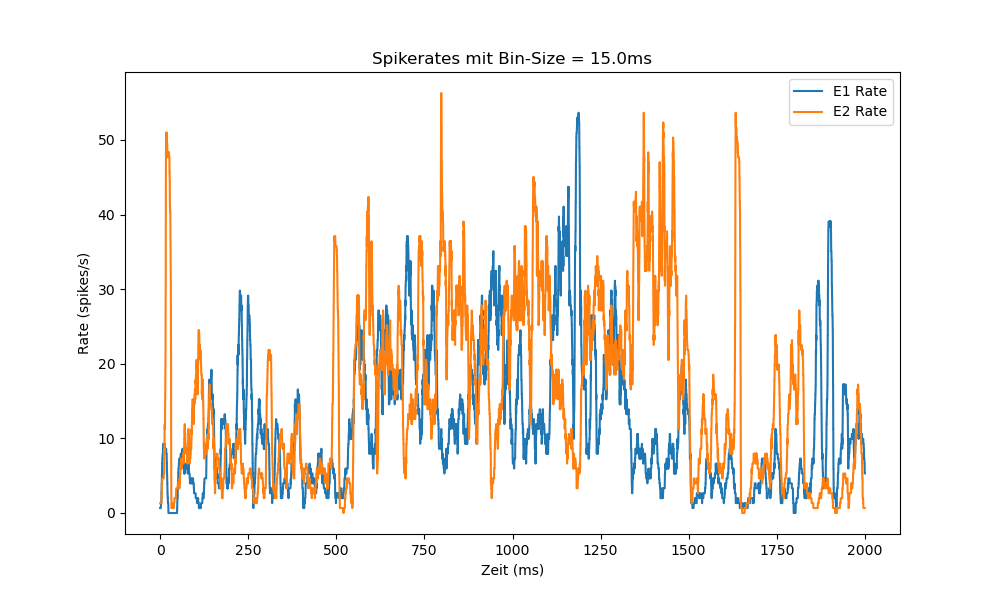 Spikerates mit Bin-Size = 15.0ms
E1 Rate
E2 Rate
Rate (spikes/s)
50
40
30
20
10
0
0 250 500 750 1000 1250 1500 1750 2000
Zeit (ms)